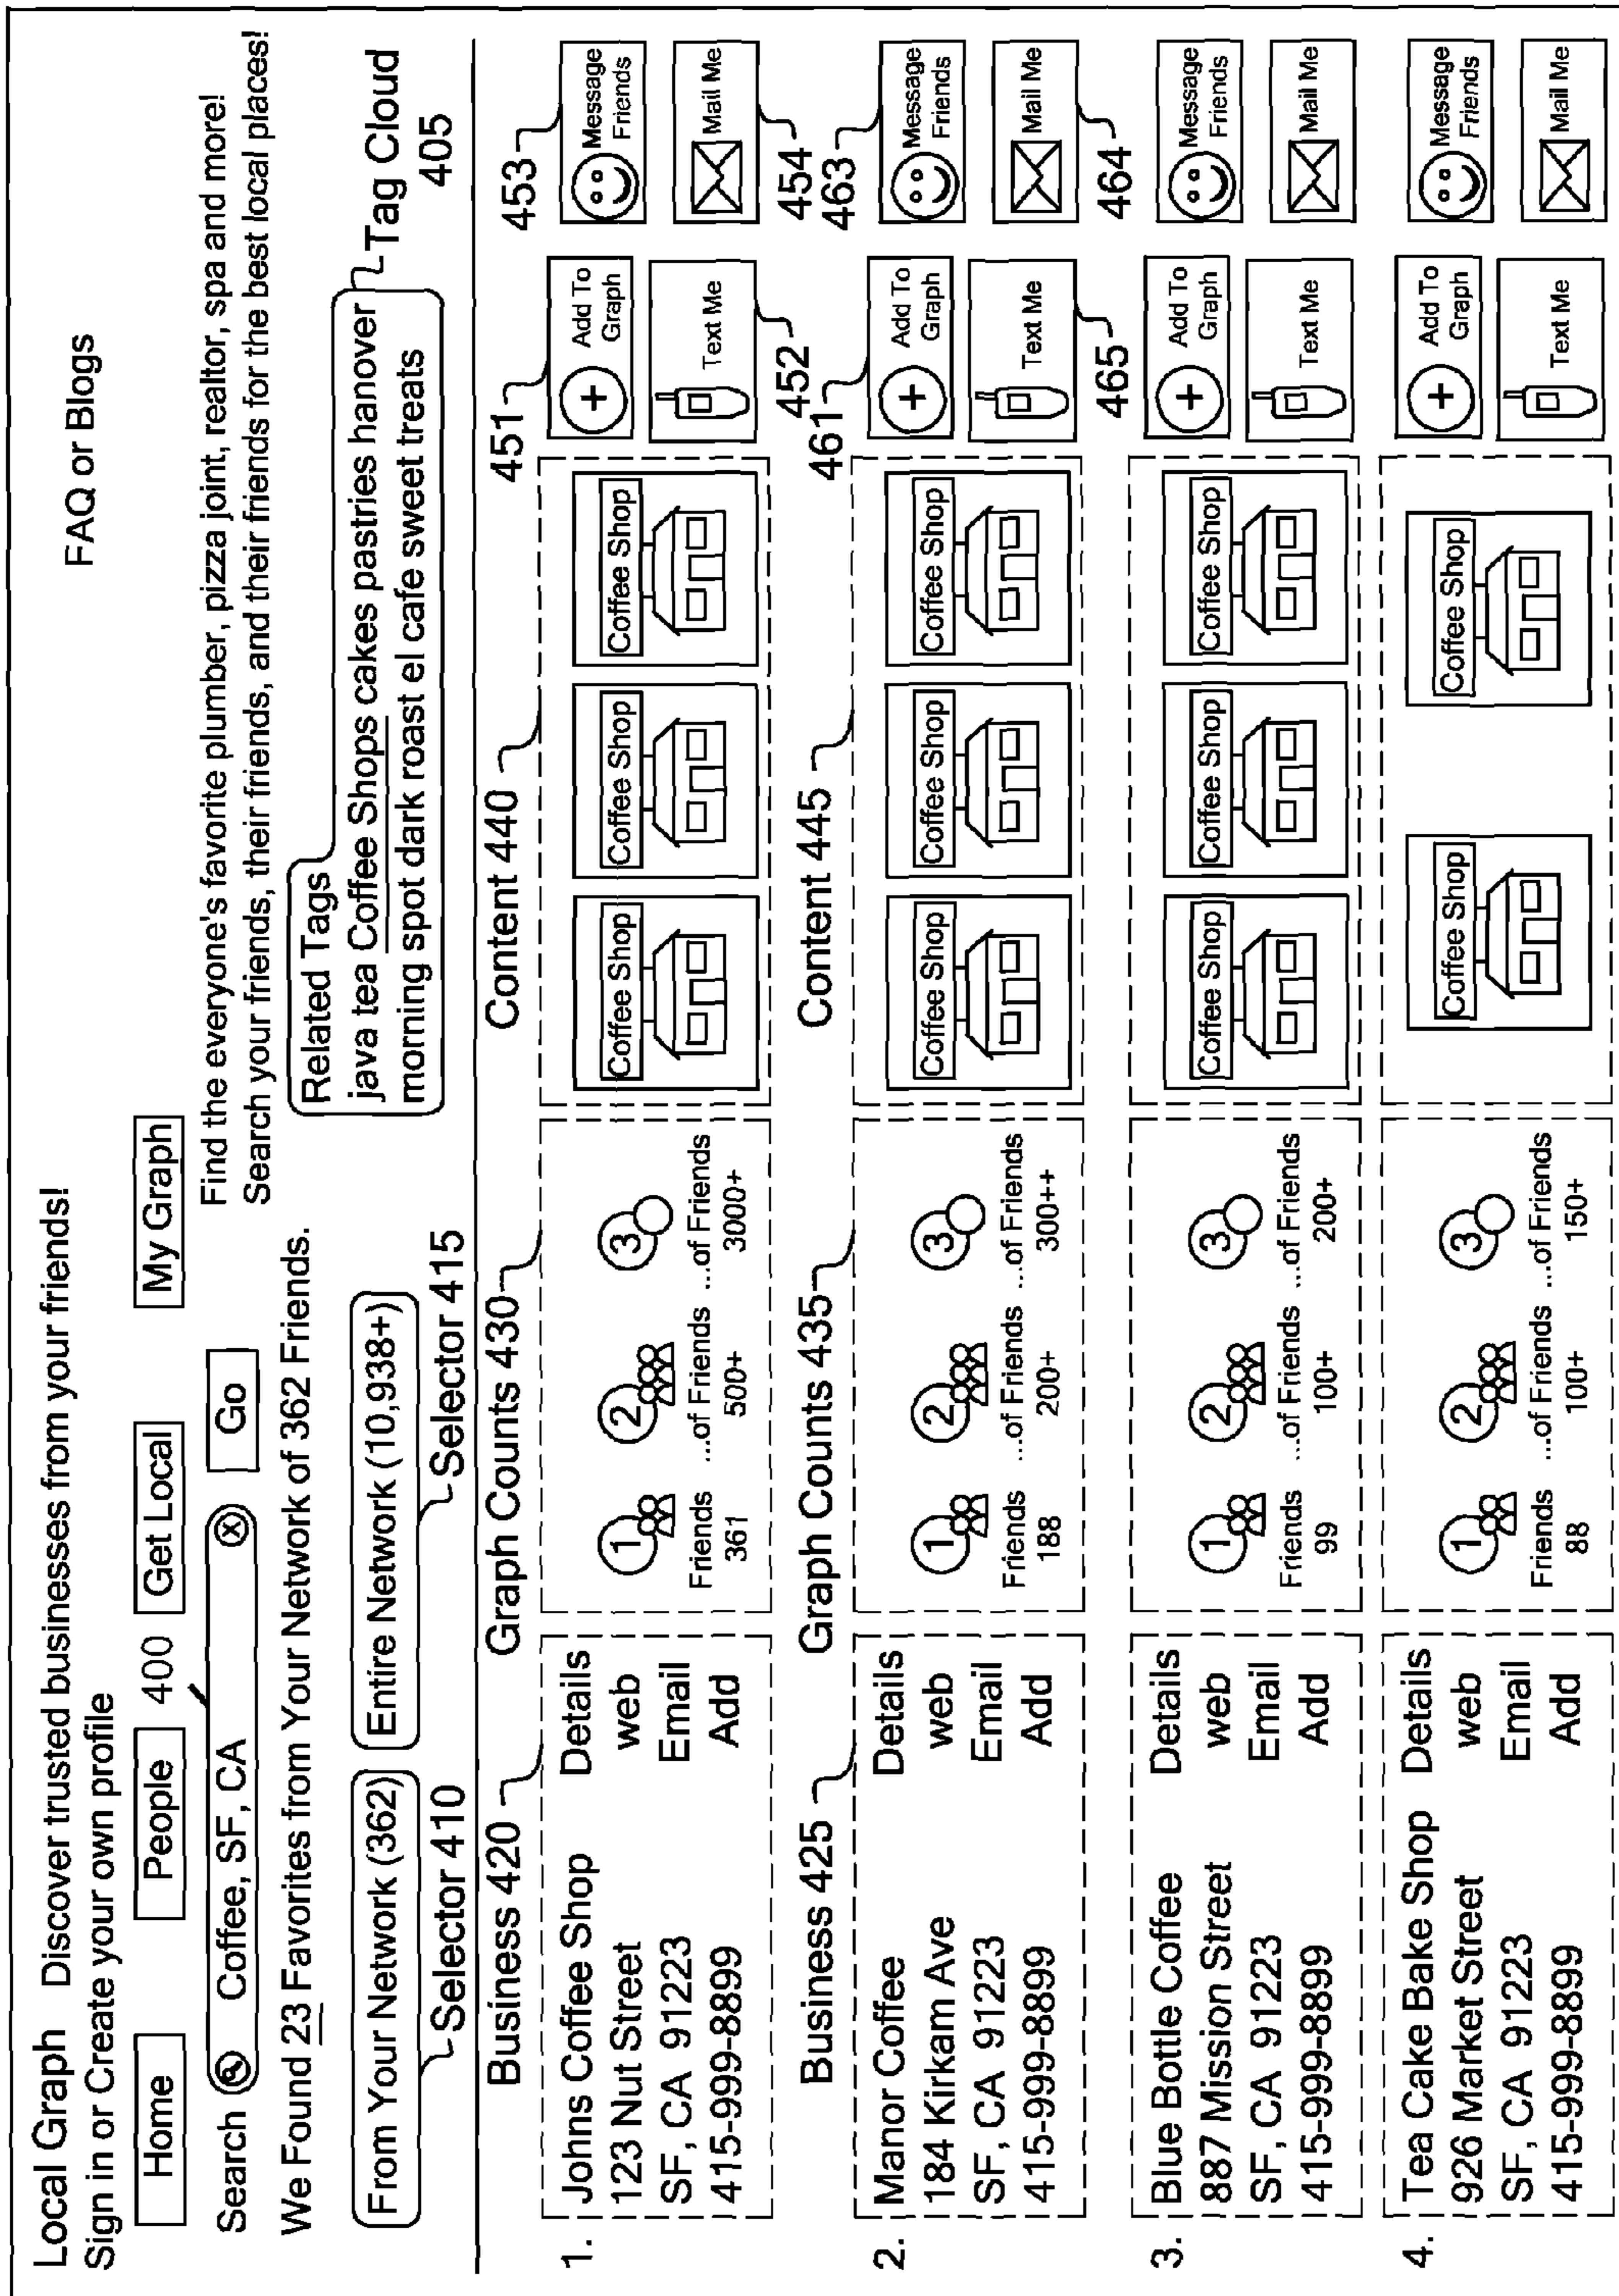 Local Graph Discover trusted businesses from your friends!
Sign in or Create your own profile
FAQ or Blogs
Home People 400 Get Local My Graph
Search Coffee, SF, CA X Go
Find the everyone's favorite plumber, pizza joint, realtor, spa and more!
Search your friends, their friends, and their friends for the best local places!
We Found 23 Favorites from Your Network of 362 Friends.
From Your Network (362) Entire Network (10,938+)
Selector 410 Selector 415
Related Tags
java tea Coffee Shops cakes pastries hanover
morning spot dark roast el cafe sweet treats
Tag Cloud
405
Business 420 Graph Counts 430 Content 440 451 453
1.
Johns Coffee Shop Details
123 Nut Street web
SF, CA 91223 Email
415-999-8899 Add
1 2 3
Friends ...of Friends ...of Friends
361 500+ 3000+
Coffee Shop Coffee Shop Coffee Shop
+ Add To
Graph
Message
Friends
Text Me Mail Me
452 454
Business 425 Graph Counts 435 Content 445 461 463
2.
Manor Coffee Details
184 Kirkam Ave web
SF, CA 91223 Email
415-999-8899 Add
1 2 3
Friends ...of Friends ...of Friends
188 200+ 300++
Coffee Shop Coffee Shop Coffee Shop
+ Add To
Graph
Message
Friends
Text Me Mail Me
465 464
3.
Blue Bottle Coffee Details
887 Mission Street web
SF, CA 91223 Email
415-999-8899 Add
1 2 3
Friends ...of Friends ...of Friends
99 100+ 200+
Coffee Shop Coffee Shop Coffee Shop
+ Add To
Graph
Message
Friends
Text Me Mail Me
4.
Tea Cake Bake Shop Details
926 Market Street web
SF, CA 91223 Email
415-999-8899 Add
1 2 3
Friends ...of Friends ...of Friends
88 100+ 150+
Coffee Shop Coffee Shop
+ Add To
Graph
Message
Friends
Text Me Mail Me